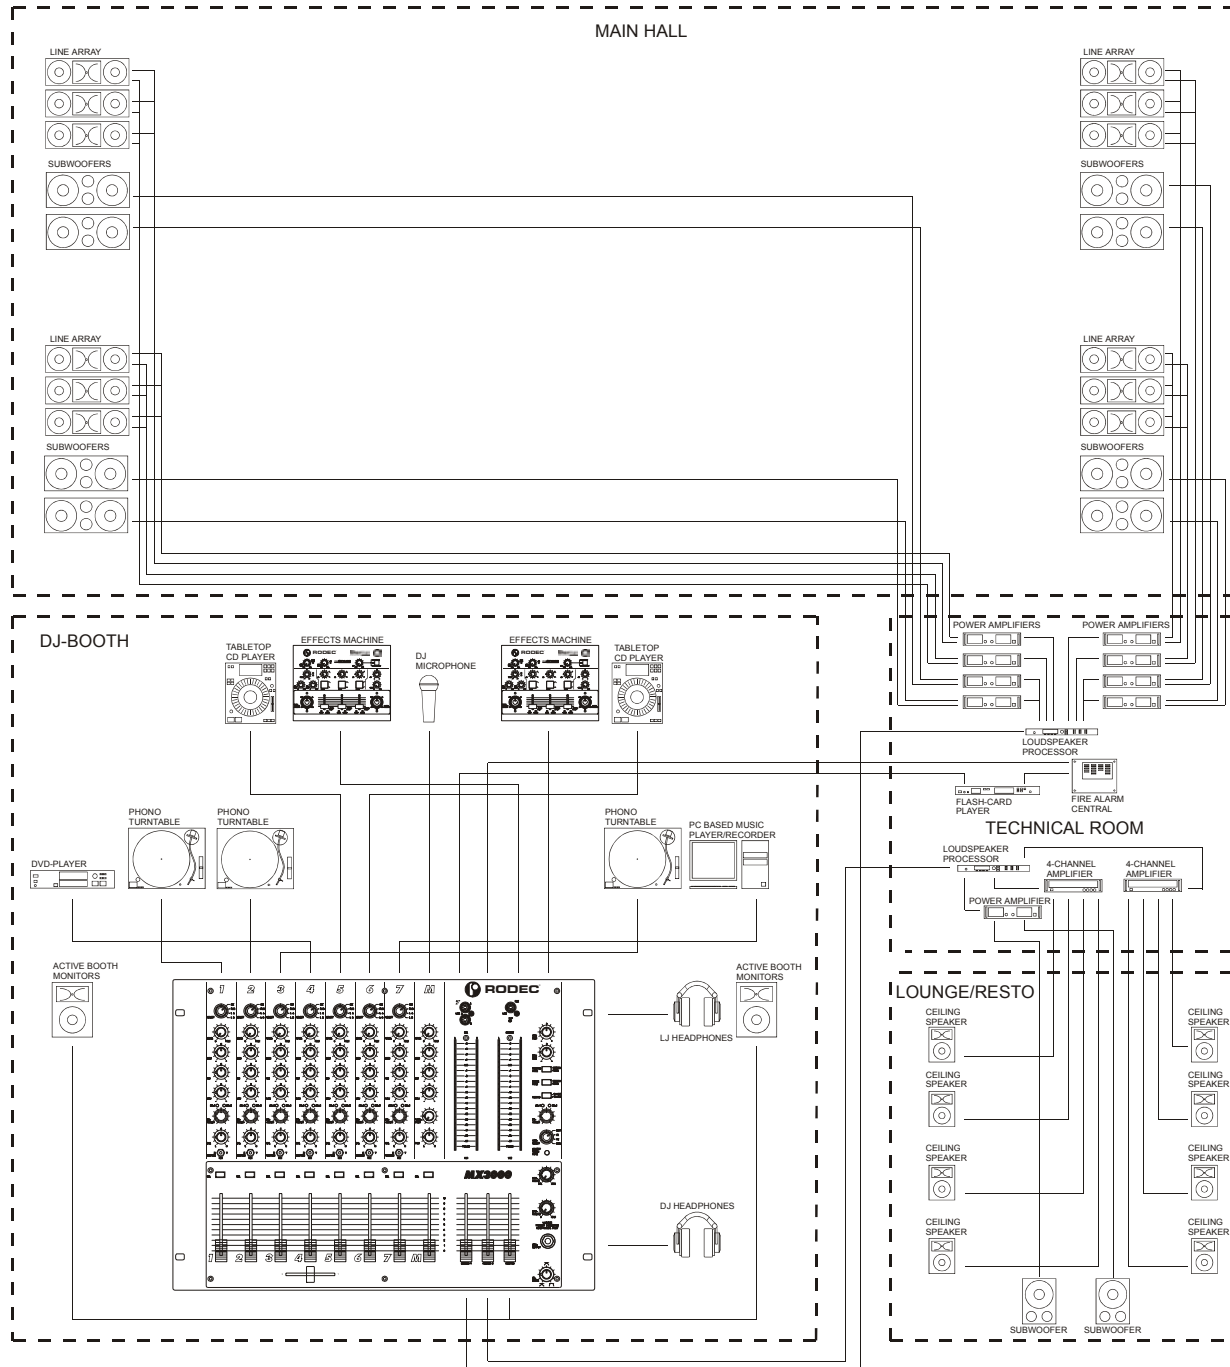 MAIN HALL
LINE ARRAY
LINE ARRAY
SUBWOOFERS
SUBWOOFERS
LINE ARRAY
LINE ARRAY
SUBWOOFERS
SUBWOOFERS
DJ-BOOTH
TABLETOP
CD PLAYER
EFFECTS MACHINE
RODEC
DJ
MICROPHONE
EFFECTS MACHINE
RODEC
TABLETOP
CD PLAYER
POWER AMPLIFIERS
POWER AMPLIFIERS
LOUDSPEAKER
PROCESSOR
FLASH-CARD
PLAYER
FIRE ALARM
CENTRAL
TECHNICAL ROOM
PHONO
TURNTABLE
PHONO
TURNTABLE
PHONO
TURNTABLE
PC BASED MUSIC
PLAYER/RECORDER
DVD-PLAYER
LOUDSPEAKER
PROCESSOR
4-CHANNEL
AMPLIFIER
4-CHANNEL
AMPLIFIER
POWER AMPLIFIER
ACTIVE BOOTH
MONITORS
ACTIVE BOOTH
MONITORS
1 2 3 4 5 6 7 M
RODEC
LJ HEADPHONES
LOUNGE/RESTO
CEILING
SPEAKER
CEILING
SPEAKER
CEILING
SPEAKER
CEILING
SPEAKER
CEILING
SPEAKER
CEILING
SPEAKER
MX3000
DJ HEADPHONES
CEILING
SPEAKER
CEILING
SPEAKER
1 2 3 4 5 6 7 M
SUBWOOFER
SUBWOOFER